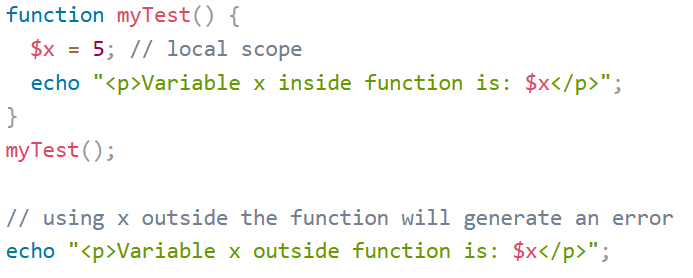 function myTest() {
  $x = 5; // local scope
  echo "<p>Variable x inside function is: $x</p>";
}
myTest();

// using x outside the function will generate an error
echo "<p>Variable x outside function is: $x</p>";